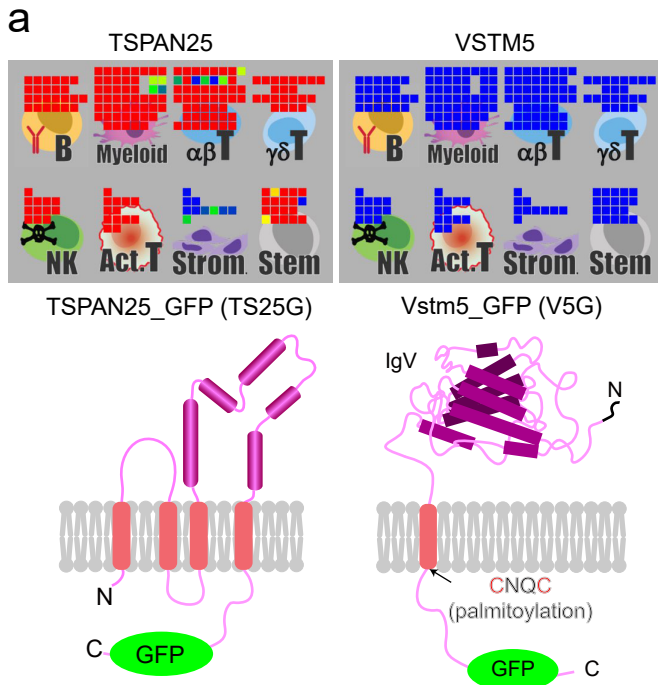 a
TSPAN25 VSTM5
B Myeloid αβT γδT B Myeloid αβT γδT
NK Act.T Strom. Stem NK Act.T Strom. Stem
TSPAN25_GFP (TS25G) Vstm5_GFP (V5G)
IgV
N
N
CNQC
(palmitoylation)
C GFP
GFP C